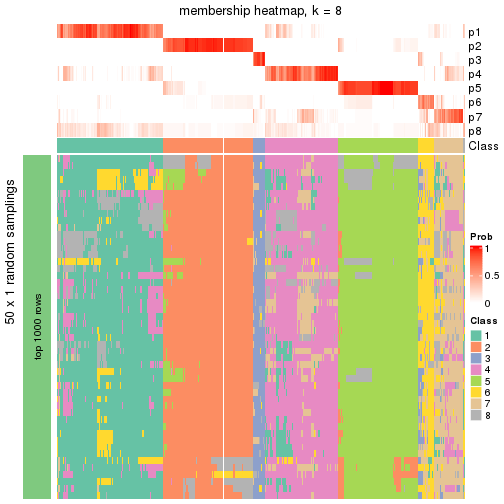 membership heatmap, k = 8
p1
p2
p3
p4
p5
p6
p7
p8
Class
50 x 1 random samplings
top 1000 rows
Prob
1
0.5
0
Class
1
2
3
4
5
6
7
8